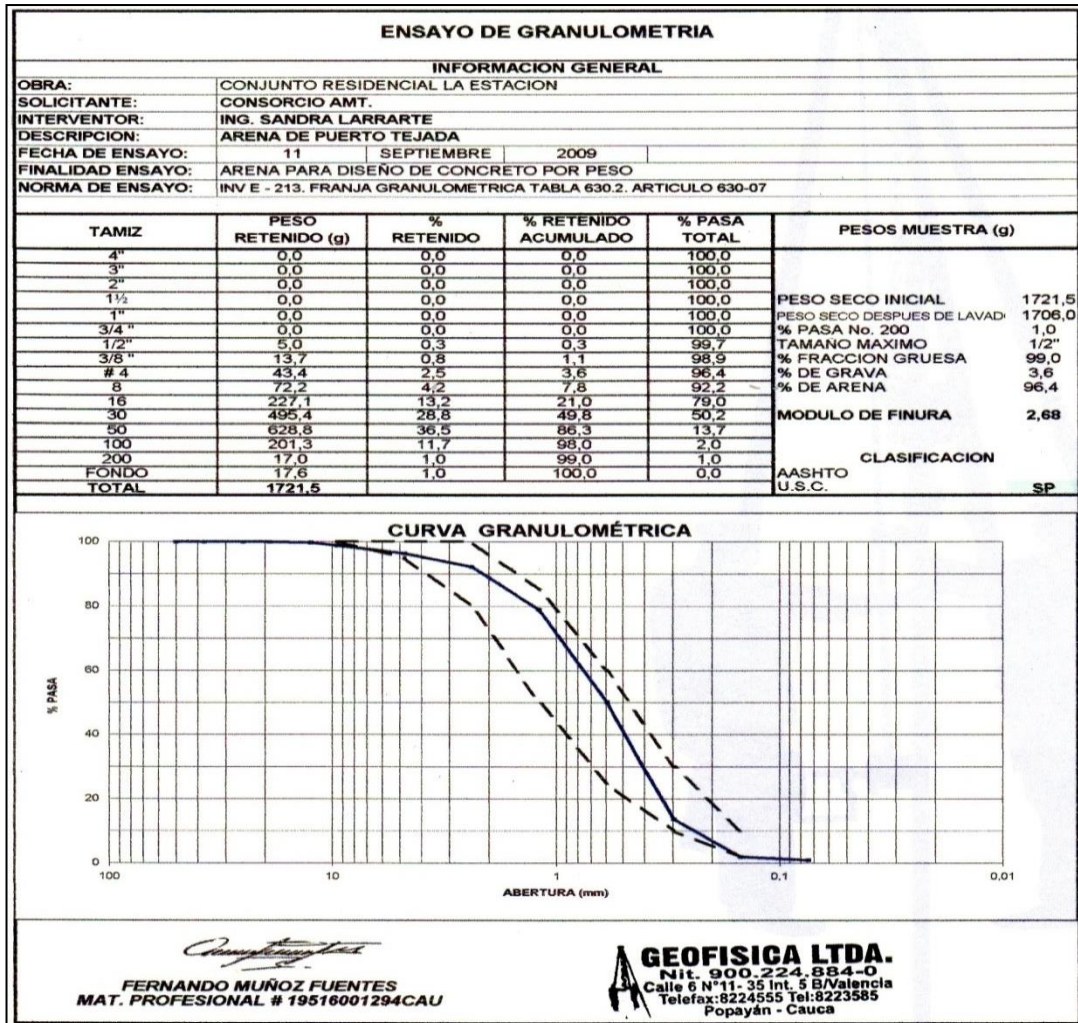 ENSAYO DE GRANULOMETRIA
INFORMACION GENERAL
OBRA: CONJUNTO RESIDENCIAL LA ESTACION
SOLICITANTE: CONSORCIO AMT.
INTERVENTOR: ING. SANDRA LARRARTE
DESCRIPCION: ARENA DE PUERTO TEJADA
FECHA DE ENSAYO: 11 SEPTIEMBRE 2009
FINALIDAD ENSAYO: ARENA PARA DISEÑO DE CONCRETO POR PESO
NORMA DE ENSAYO: INV E - 213. FRANJA GRANULOMETRICA TABLA 630.2. ARTICULO 630-07
TAMIZ PESO RETENIDO (g) % RETENIDO % RETENIDO ACUMULADO % PASA TOTAL PESOS MUESTRA (g)
4" 0,0 0,0 0,0 100,0
3" 0,0 0,0 0,0 100,0
2" 0,0 0,0 0,0 100,0
1½ 0,0 0,0 0,0 100,0 PESO SECO INICIAL 1721,5
1" 0,0 0,0 0,0 100,0 PESO SECO DESPUES DE LAVAD 1706,0
3/4 " 0,0 0,0 0,0 100,0 % PASA No. 200 1,0
1/2" 5,0 0,3 0,3 99,7 TAMAÑO MAXIMO 1/2"
3/8 " 13,7 0,8 1,1 98,9 % FRACCION GRUESA 99,0
# 4 43,4 2,5 3,6 96,4 % DE GRAVA 3,6
8 72,2 4,2 7,8 92,2 % DE ARENA 96,4
16 227,1 13,2 21,0 79,0
30 495,4 28,8 49,8 50,2 MODULO DE FINURA 2,68
50 628,8 36,5 86,3 13,7
100 201,3 11,7 98,0 2,0
200 17,0 1,0 99,0 1,0 CLASIFICACION
FONDO 17,6 1,0 100,0 0,0 AASHTO
TOTAL 1721,5 U.S.C. SP
CURVA GRANULOMÉTRICA
100
80
60
40
20
0
% PASA
100 10 1 0,1 0,01
ABERTURA (mm)
FERNANDO MUÑOZ FUENTES
MAT. PROFESIONAL # 19516001294CAU
GEOFISICA LTDA.
Nit. 900.224.884-0
Calle 6 N°11- 35 Int. 5 B/Valencia
Telefax:8224555 Tel:8223585
Popayán - Cauca